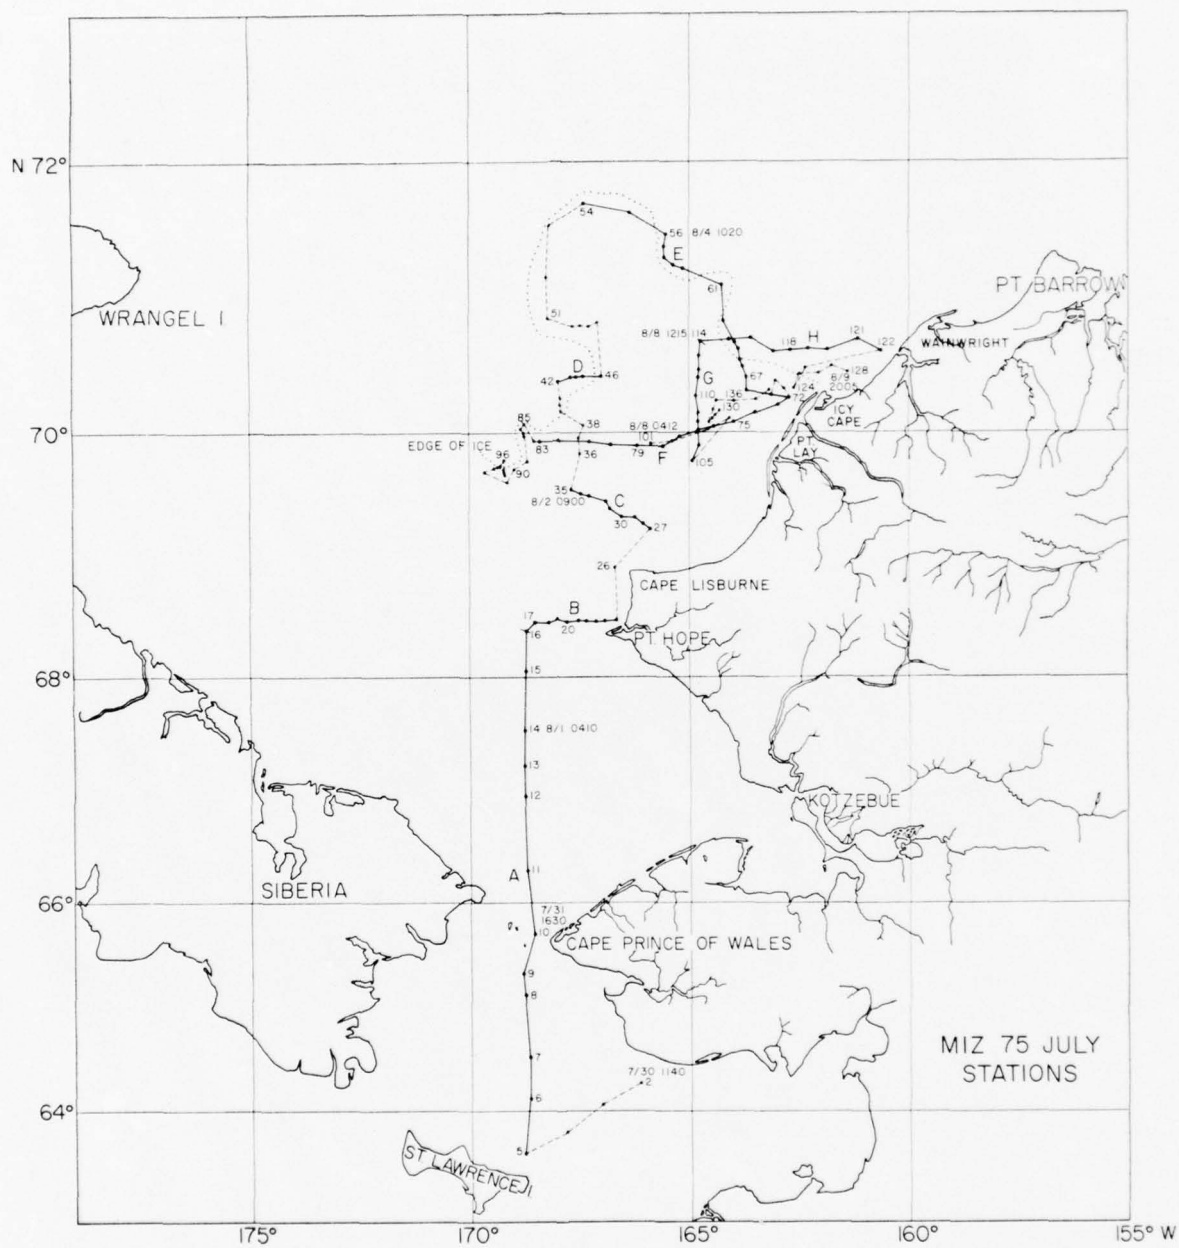 N 72°
54
56 8/4 1020
E
61
PT. BARROW
WRANGEL I
51
8/8 1215 114
118
H
121
122
WAINWRIGHT
D
42
46
67
128
G
110
136
130
124
8/9
2005
72
ICY
CAPE
85
38
8/8 0412
75
70°
EDGE OF ICE
83
101
79
F
PT.
LAY
96
90
36
105
35
8/2 0900
C
30
27
26
CAPE LISBURNE
B
17
20
16
PT. HOPE
15
68°
14 8/1 0410
13
12
KOTZEBUE
11
A
SIBERIA
66°
7/31
1630
10
CAPE PRINCE OF WALES
9
8
7
MIZ 75 JULY
STATIONS
7/30 1140
2
6
64°
5
ST LAWRENCE I
175°
170°
165°
160°
155° W